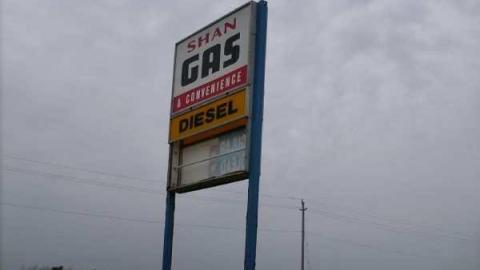 SHAN
GAS
& CONVENIENCE
DIESEL